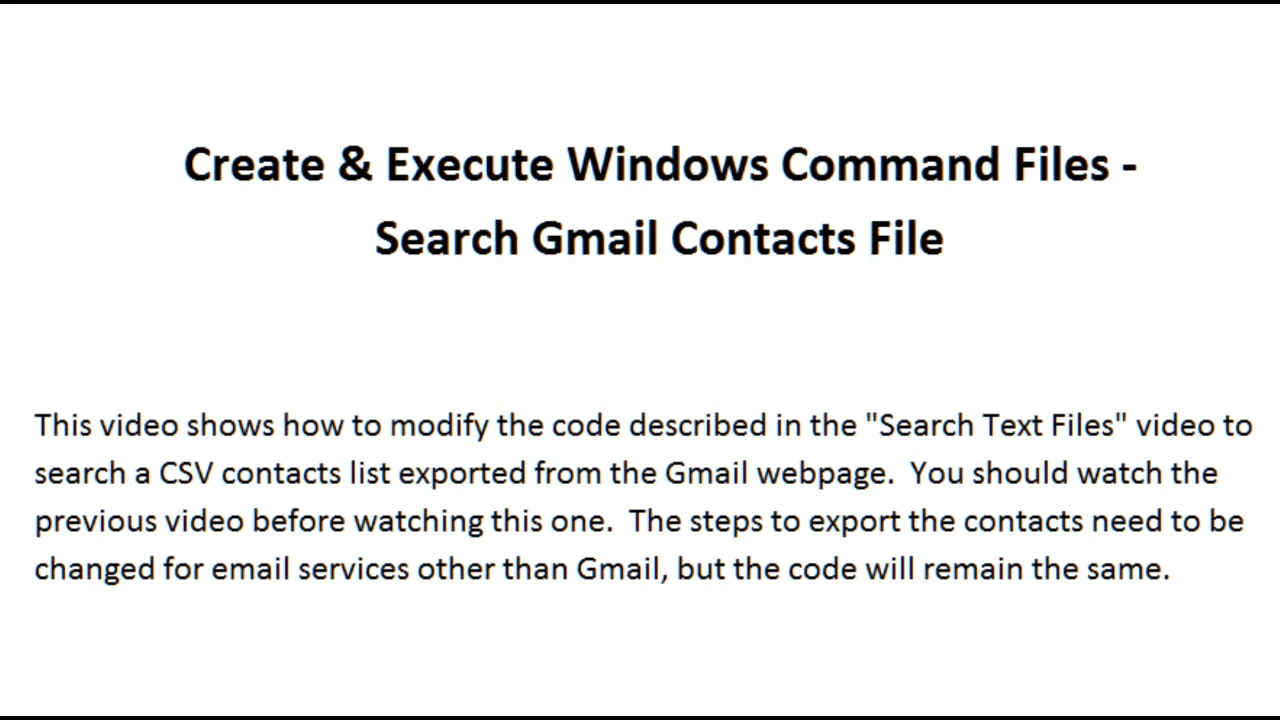 Create & Execute Windows Command Files -
Search Gmail Contacts File
This video shows how to modify the code described in the "Search Text Files" video to
search a CSV contacts list exported from the Gmail webpage.  You should watch the
previous video before watching this one.  The steps to export the contacts need to be
changed for email services other than Gmail, but the code will remain the same.